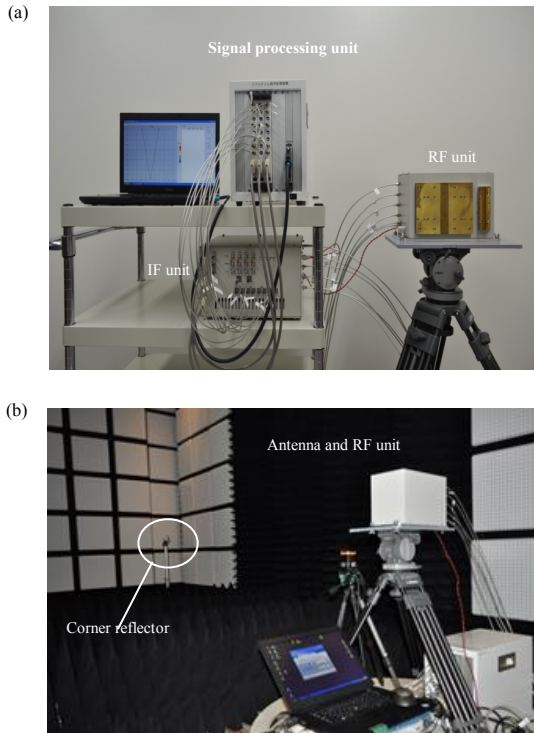 (a)
Signal processing unit
RF unit
IF unit
(b)
Antenna and RF unit
Corner reflector